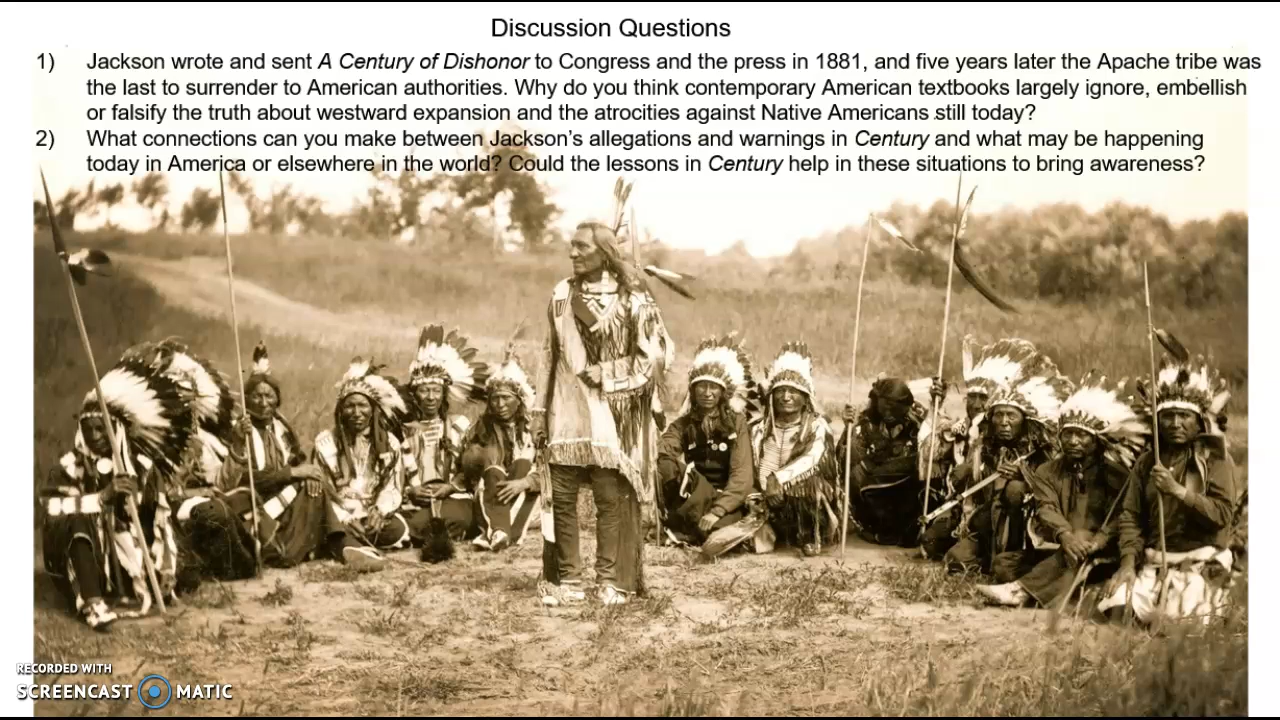 Discussion Questions
1) Jackson wrote and sent A Century of Dishonor to Congress and the press in 1881, and five years later the Apache tribe was
the last to surrender to American authorities. Why do you think contemporary American textbooks largely ignore, embellish
or falsify the truth about westward expansion and the atrocities against Native Americans still today?
2) What connections can you make between Jackson's allegations and warnings in Century and what may be happening
today in America or elsewhere in the world? Could the lessons in Century help in these situations to bring awareness?
RECORDED WITH
SCREENCAST MATIC